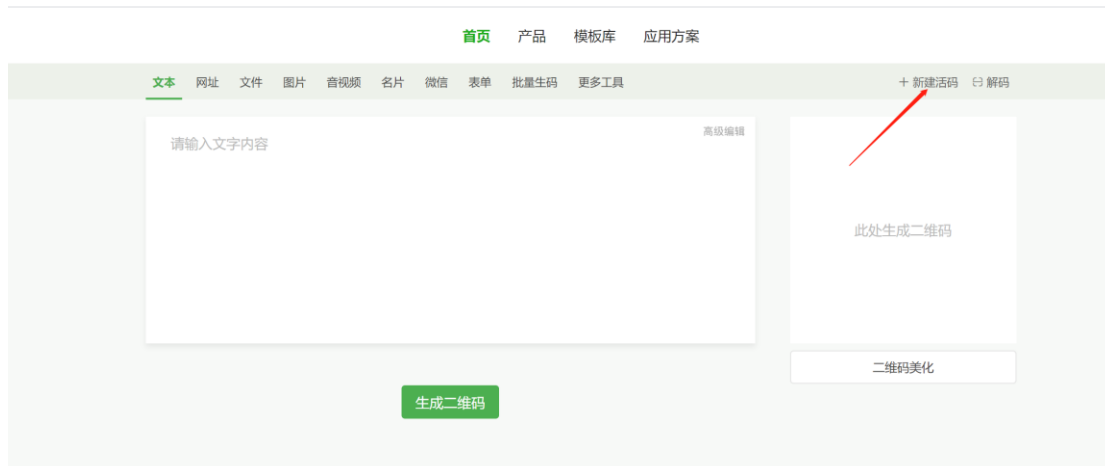 首页 产品 模板库 应用方案
文本 网址 文件 图片 音视频 名片 微信 表单 批量生码 更多工具 + 新建活码 解码
请输入文字内容 高级编辑
此处生成二维码
二维码美化
生成二维码